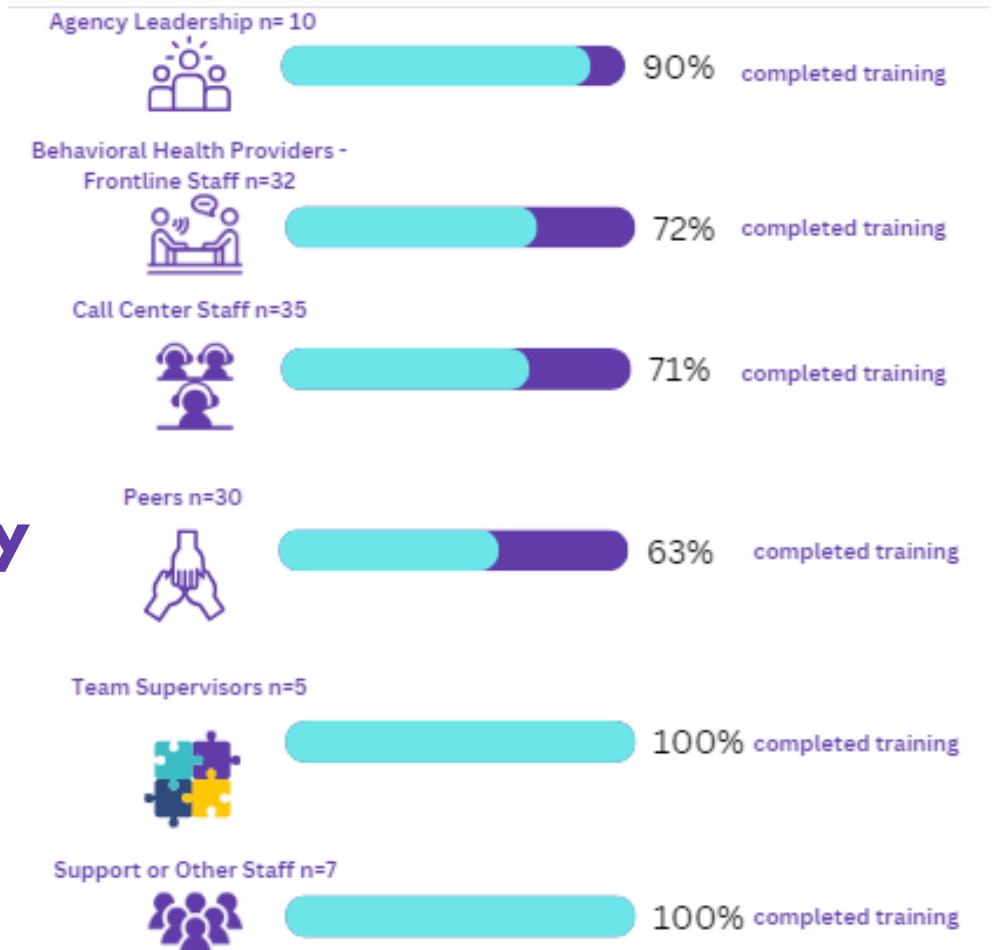 Agency Leadership n= 10
90% completed training
Behavioral Health Providers -
Frontline Staff n=32
72% completed training
Call Center Staff n=35
71% completed training
y
Peers n=30
63% completed training
Team Supervisors n=5
100% completed training
Support or Other Staff n=7
100% completed training